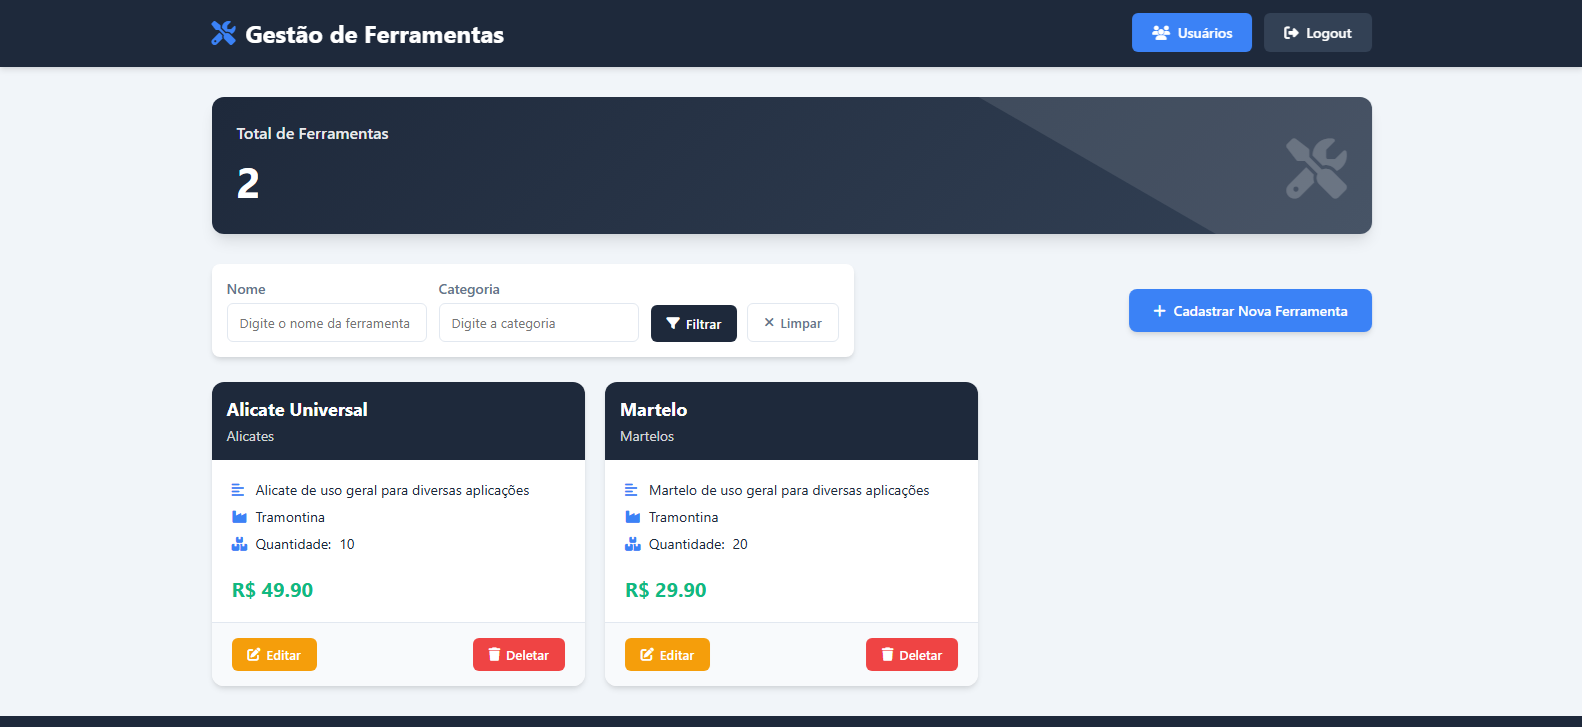 Gestão de Ferramentas
Usuários
Logout
Total de Ferramentas
2
Nome
Categoria
Digite o nome da ferramenta
Digite a categoria
Filtrar
Limpar
Cadastrar Nova Ferramenta
Alicate Universal
Alicates
Alicate de uso geral para diversas aplicações
Tramontina
Quantidade: 10
R$ 49.90
Editar
Deletar
Martelo
Martelos
Martelo de uso geral para diversas aplicações
Tramontina
Quantidade: 20
R$ 29.90
Editar
Deletar